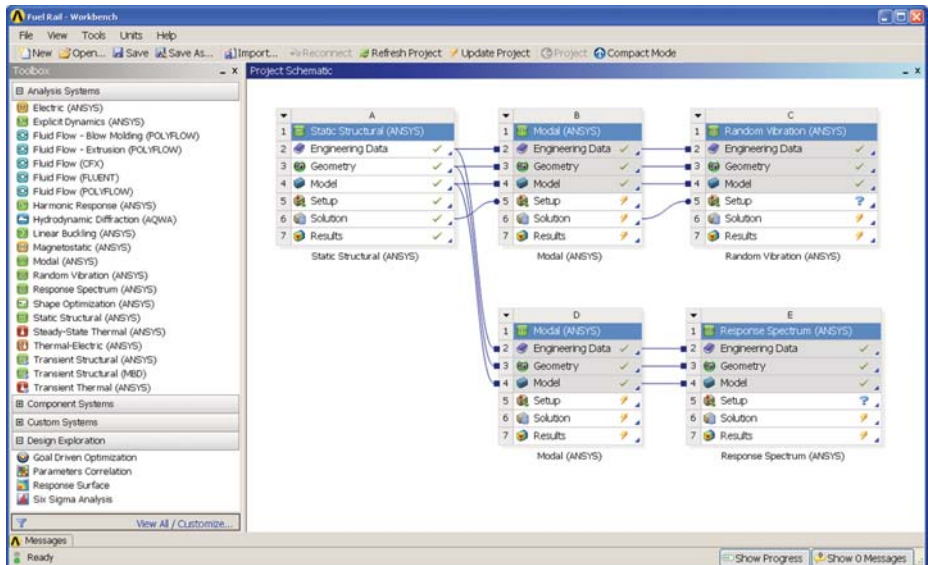 Fuel Rail - Workbench
File View Tools Units Help
New Open... Save Save As... Import... Reconnect Refresh Project Update Project Project Compact Mode
Toolbox
Analysis Systems
Electric (ANSYS)
Explicit Dynamics (ANSYS)
Fluid Flow - Blow Molding (POLYFLOW)
Fluid Flow - Extrusion (POLYFLOW)
Fluid Flow (CFX)
Fluid Flow (FLUENT)
Fluid Flow (POLYFLOW)
Harmonic Response (ANSYS)
Hydrodynamic Diffraction (AQWA)
Linear Buckling (ANSYS)
Magnetostatic (ANSYS)
Modal (ANSYS)
Random Vibration (ANSYS)
Response Spectrum (ANSYS)
Shape Optimization (ANSYS)
Static Structural (ANSYS)
Steady-State Thermal (ANSYS)
Thermal-Electric (ANSYS)
Transient Structural (ANSYS)
Transient Structural (MBD)
Transient Thermal (ANSYS)
Component Systems
Custom Systems
Design Exploration
Goal Driven Optimization
Parameters Correlation
Response Surface
Six Sigma Analysis
View All / Customize...
Project Schematic
A
1 Static Structural (ANSYS)
2 Engineering Data
3 Geometry
4 Model
5 Setup
6 Solution
7 Results
Static Structural (ANSYS)
B
1 Modal (ANSYS)
2 Engineering Data
3 Geometry
4 Model
5 Setup
6 Solution
7 Results
Modal (ANSYS)
C
1 Random Vibration (ANSYS)
2 Engineering Data
3 Geometry
4 Model
5 Setup ?
6 Solution
7 Results
Random Vibration (ANSYS)
D
1 Modal (ANSYS)
2 Engineering Data
3 Geometry
4 Model
5 Setup
6 Solution
7 Results
Modal (ANSYS)
E
1 Response Spectrum (ANSYS)
2 Engineering Data
3 Geometry
4 Model
5 Setup ?
6 Solution
7 Results
Response Spectrum (ANSYS)
Messages
Ready
Show Progress Show 0 Messages